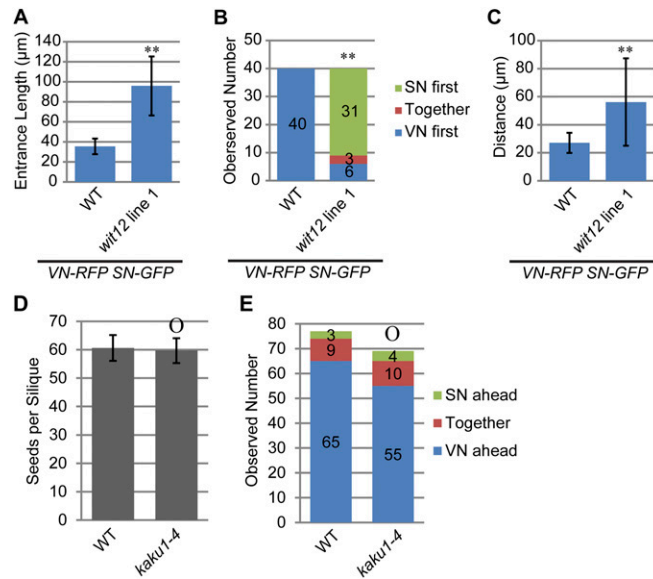 A
Entrance Length (µm)
140
120
100
80
60
40
20
0
**
WT
wit12 line 1
VN-RFP SN-GFP
B
Oberserved Number
50
40
30
20
10
0
**
40
31
3
6
SN first
Together
VN first
WT
wit12 line 1
VN-RFP SN-GFP
C
Distance (µm)
100
80
60
40
20
0
**
WT
wit12 line 1
VN-RFP SN-GFP
D
Seeds per Silique
70
60
50
40
30
20
10
0
O
WT
kaku1-4
E
Observed Number
80
70
60
50
40
30
20
10
0
O
3
9
65
4
10
55
SN ahead
Together
VN ahead
WT
kaku1-4